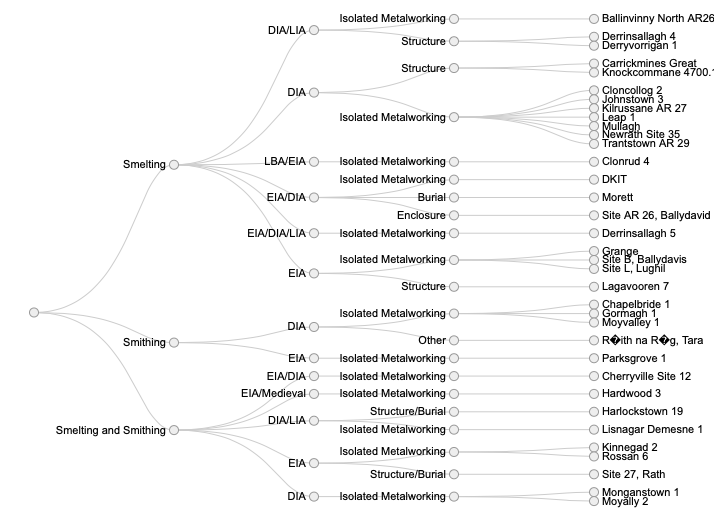 Isolated Metalworking Ballinvinny North AR26
DIA/LIA
Structure Derrinsallagh 4
Derryvorrigan 1
Structure Carrickmines Great
Knockcommane 4700.1
DIA
Isolated Metalworking Cloncollog 2
Johnstown 3
Kilrussane AR 27
Leap 1
Mullagh
Newrath Site 35
Trantstown AR 29
Smelting
LBA/EIA Isolated Metalworking Clonrud 4
Isolated Metalworking DKIT
EIA/DIA Burial Morett
Enclosure Site AR 26, Ballydavid
EIA/DIA/LIA Isolated Metalworking Derrinsallagh 5
Isolated Metalworking Grange
Site B, Ballydavis
Site L, Lughil
EIA
Structure Lagavooren 7
Isolated Metalworking Chapelbride 1
Gormagh 1
Moyvalley 1
DIA
Smithing
Other R�ith na R�g, Tara
EIA Isolated Metalworking Parksgrove 1
EIA/DIA Isolated Metalworking Cherryville Site 12
EIA/Medieval Isolated Metalworking Hardwood 3
Structure/Burial Harlockstown 19
DIA/LIA
Isolated Metalworking Lisnagar Demesne 1
Smelting and Smithing
Isolated Metalworking Kinnegad 2
Rossan 6
EIA
Structure/Burial Site 27, Rath
DIA Isolated Metalworking Monganstown 1
Moyally 2